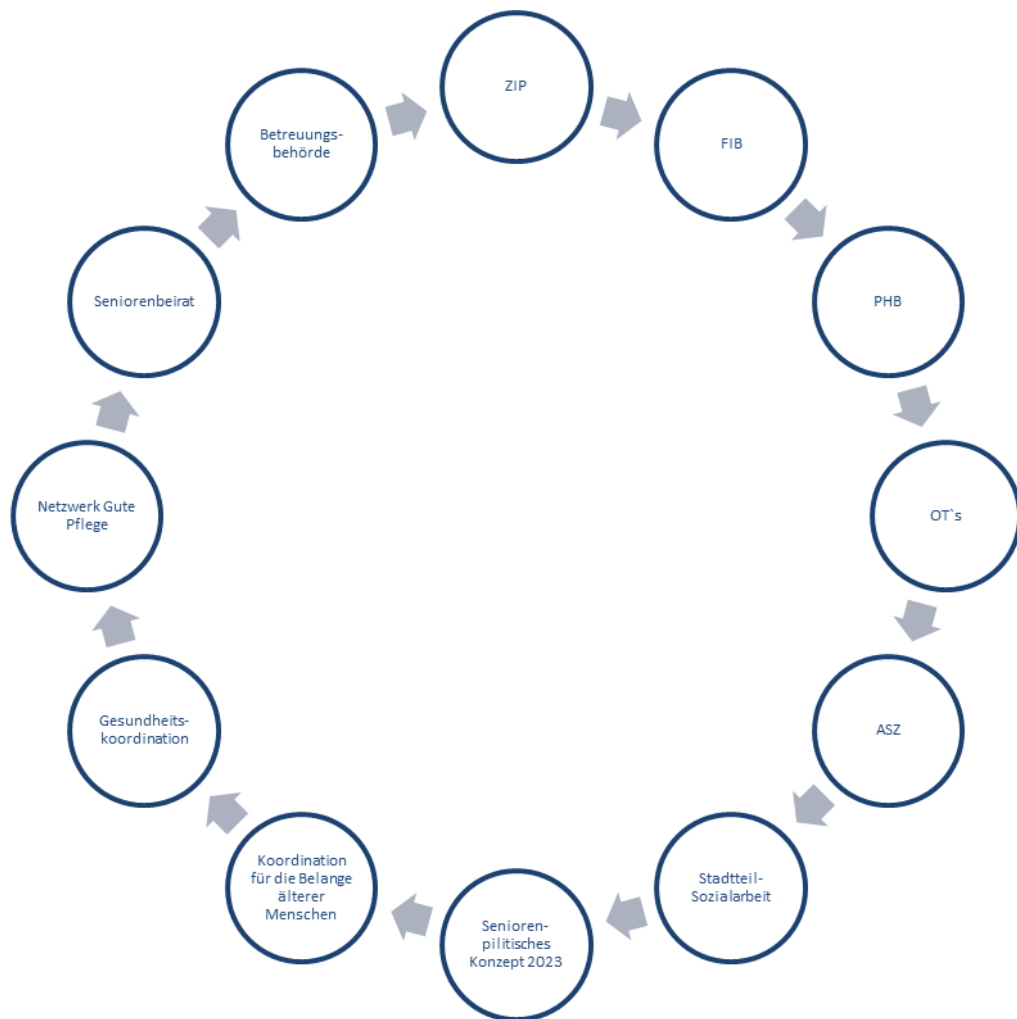 ZIP
FIB
PHB
OT`s
ASZ
Stadtteil-
Sozialarbeit
Senioren-
pilitisches
Konzept 2023
Koordination
für die Belange
älterer
Menschen
Gesundheits-
koordination
Netzwerk Gute
Pflege
Seniorenbeirat
Betreuungs-
behörde